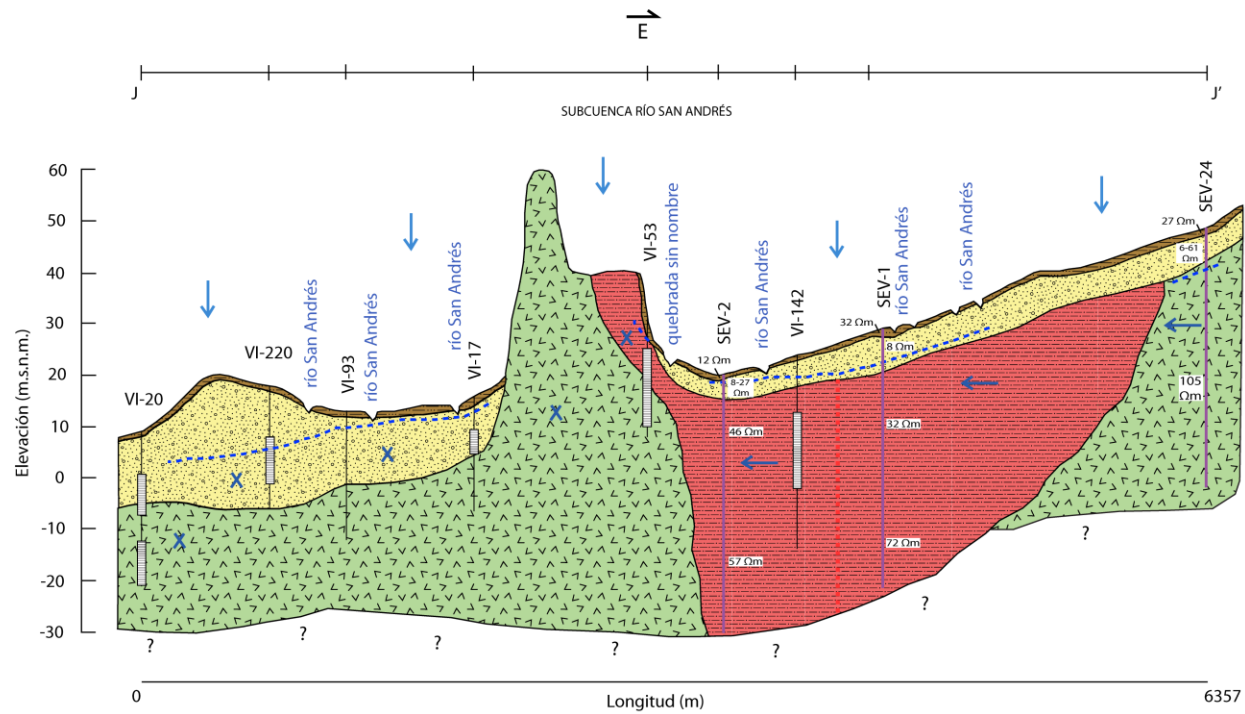 E
J
J'
SUBCUENCA RÍO SAN ANDRÉS
Elevación (m.s.n.m.)
60
50
40
30
20
10
0
-10
-20
-30
VI-20
VI-220
río San Andrés
VI-93
río San Andrés
río San Andrés
VI-17
VI-53
quebrada sin nombre
SEV-2
río San Andrés
VI-142
SEV-1
río San Andrés
río San Andrés
SEV-24
27 Ωm
6-61
Ωm
105
Ωm
32 Ωm
8 Ωm
32 Ωm
72 Ωm
12 Ωm
8-27
Ωm
46 Ωm
57 Ωm
X
X
X
X
X
?
?
?
?
?
?
?
0
Longitud (m)
6357